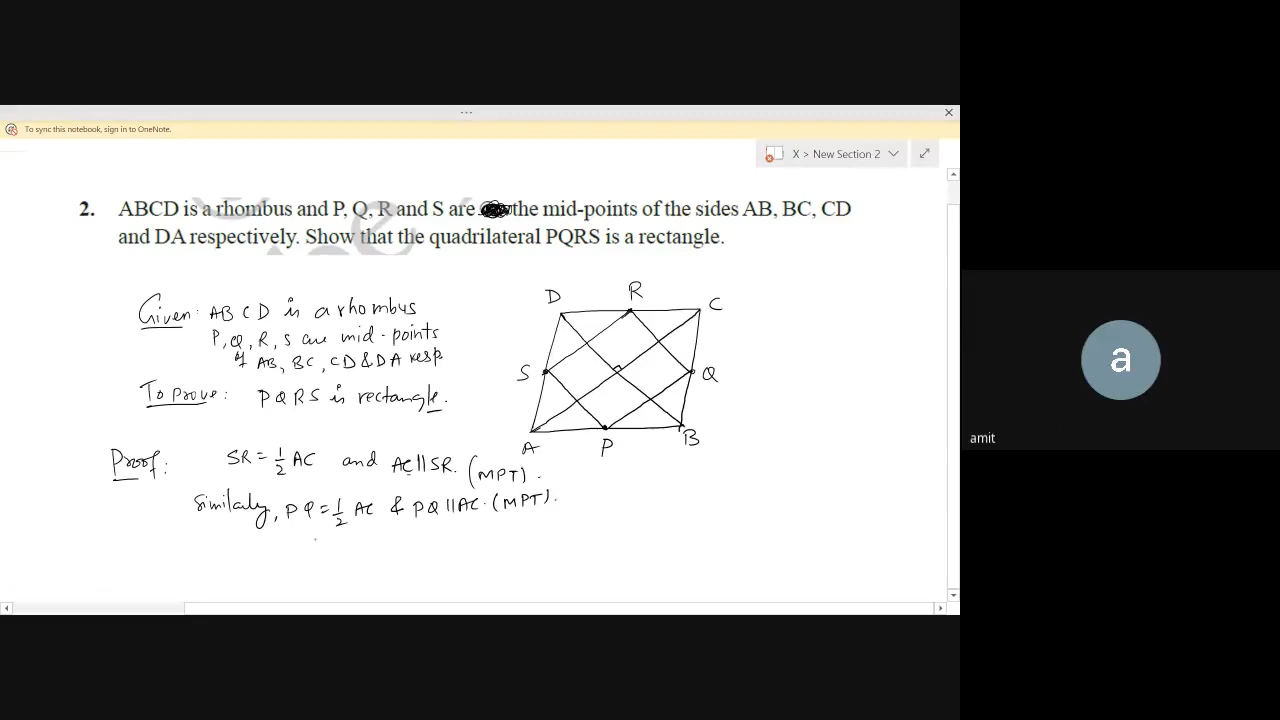 To sync this notebook, sign in to OneNote.
X > New Section 2
2. ABCD is a rhombus and P, Q, R and S are the mid-points of the sides AB, BC, CD
and DA respectively. Show that the quadrilateral PQRS is a rectangle.
Given: ABCD is a rhombus
P, Q, R, S are mid-points
of AB, BC, CD & DA resp
To prove: PQRS is rectangle.
Proof: SR = 1/2 AC and AC || SR. (MPT).
Similarly, PQ = 1/2 AC & PQ || AC. (MPT).
D R C
S Q
A P B
a
amit